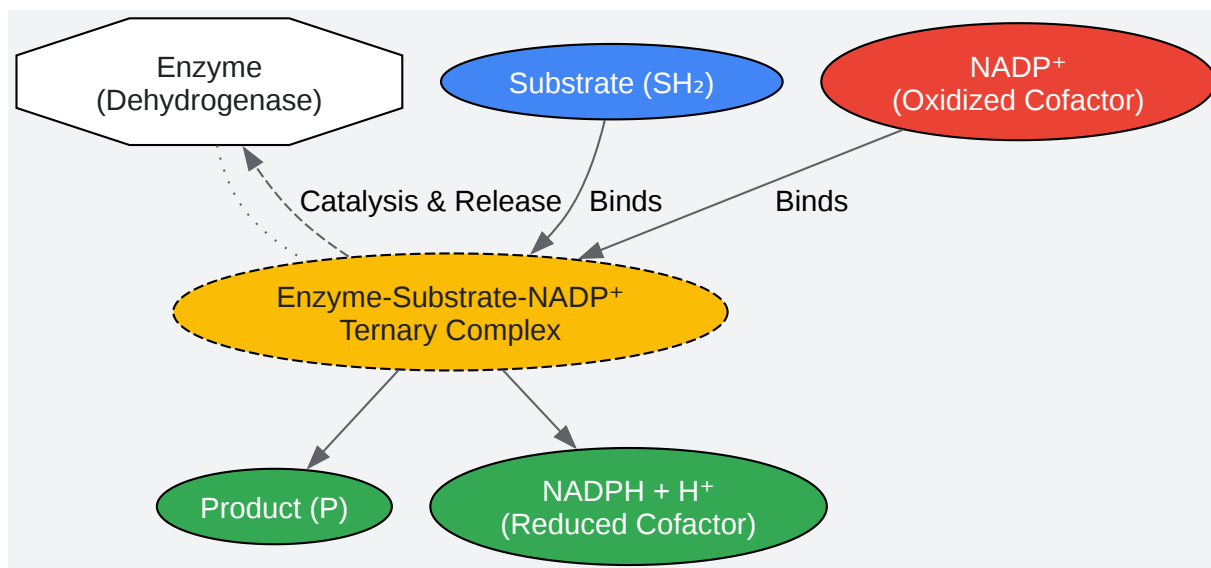 Enzyme
(Dehydrogenase)
Substrate (SH₂)
NADP⁺
(Oxidized Cofactor)
Catalysis & Release
Binds
Binds
Enzyme-Substrate-NADP⁺
Ternary Complex
Product (P)
NADPH + H⁺
(Reduced Cofactor)